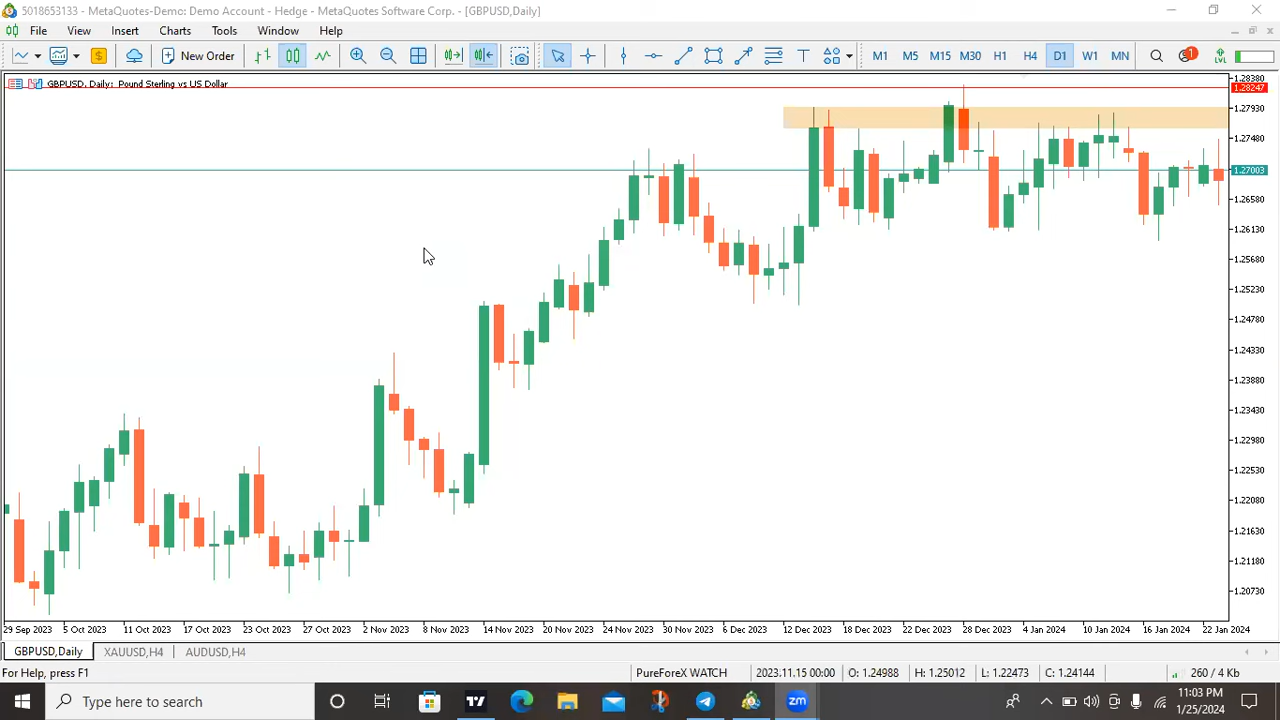 5018653133 - MetaQuotes-Demo: Demo Account - Hedge - MetaQuotes Software Corp. - [GBPUSD,Daily]
File View Insert Charts Tools Window Help
New Order M1 M5 M15 M30 H1 H4 D1 W1 MN 1 LVL
GBPUSD, Daily: Pound Sterling vs US Dollar
1.28380
1.28247
1.27930
1.27480
1.27003
1.26580
1.26130
1.25680
1.25230
1.24780
1.24330
1.23880
1.23430
1.22980
1.22530
1.22080
1.21630
1.21180
1.20730
29 Sep 2023 5 Oct 2023 11 Oct 2023 17 Oct 2023 23 Oct 2023 27 Oct 2023 2 Nov 2023 8 Nov 2023 14 Nov 2023 20 Nov 2023 24 Nov 2023 30 Nov 2023 6 Dec 2023 12 Dec 2023 18 Dec 2023 22 Dec 2023 28 Dec 2023 4 Jan 2024 10 Jan 2024 16 Jan 2024 22 Jan 2024
GBPUSD,Daily XAUUSD,H4 AUDUSD,H4
For Help, press F1 PureForeX WATCH 2023.11.15 00:00 O: 1.24988 H: 1.25012 L: 1.22473 C: 1.24144 260 / 4 Kb
Type here to search zm 11:03 PM
1/25/2024